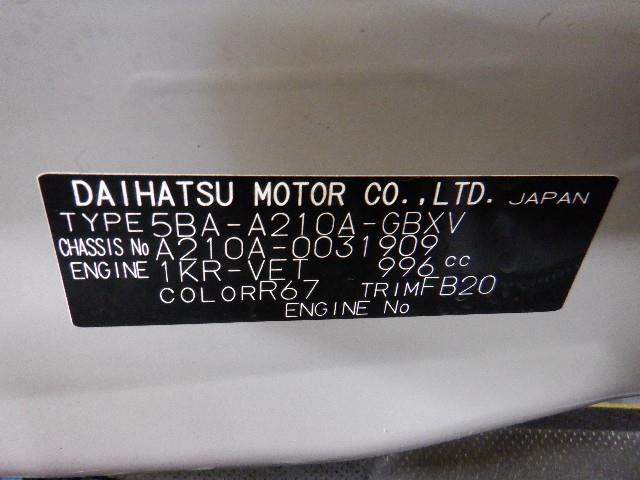 DAIHATSU MOTOR CO.,LTD. JAPAN
TYPE 5BA-A210A-GBXV
CHASSIS No A210A-0031909
ENGINE 1KR-VET 996 cc
COLOR R67 TRIM FB20
ENGINE No